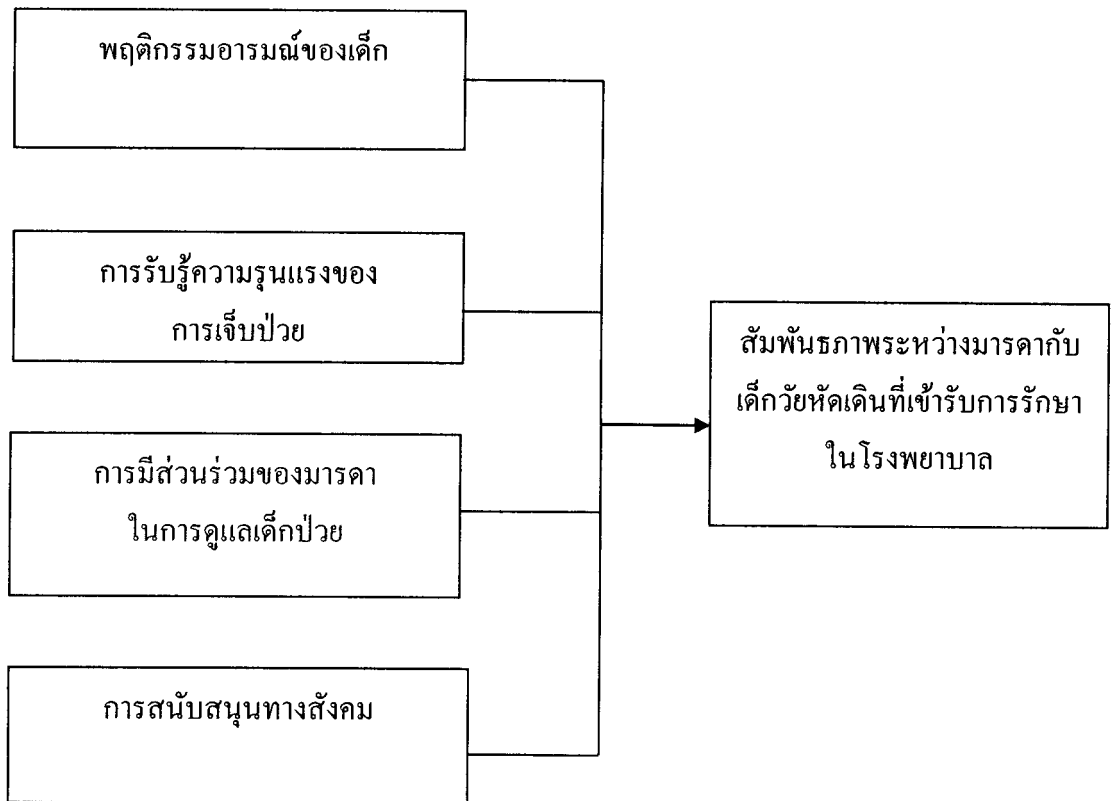 พฤติกรรมอารมณ์ของเด็ก
การรับรู้ความรุนแรงของ
การเจ็บป่วย
การมีส่วนร่วมของมารดา
ในการดูแลเด็กป่วย
การสนับสนุนทางสังคม
สัมพันธภาพระหว่างมารดากับ
เด็กวัยหัดเดินที่เข้ารับการรักษา
ในโรงพยาบาล